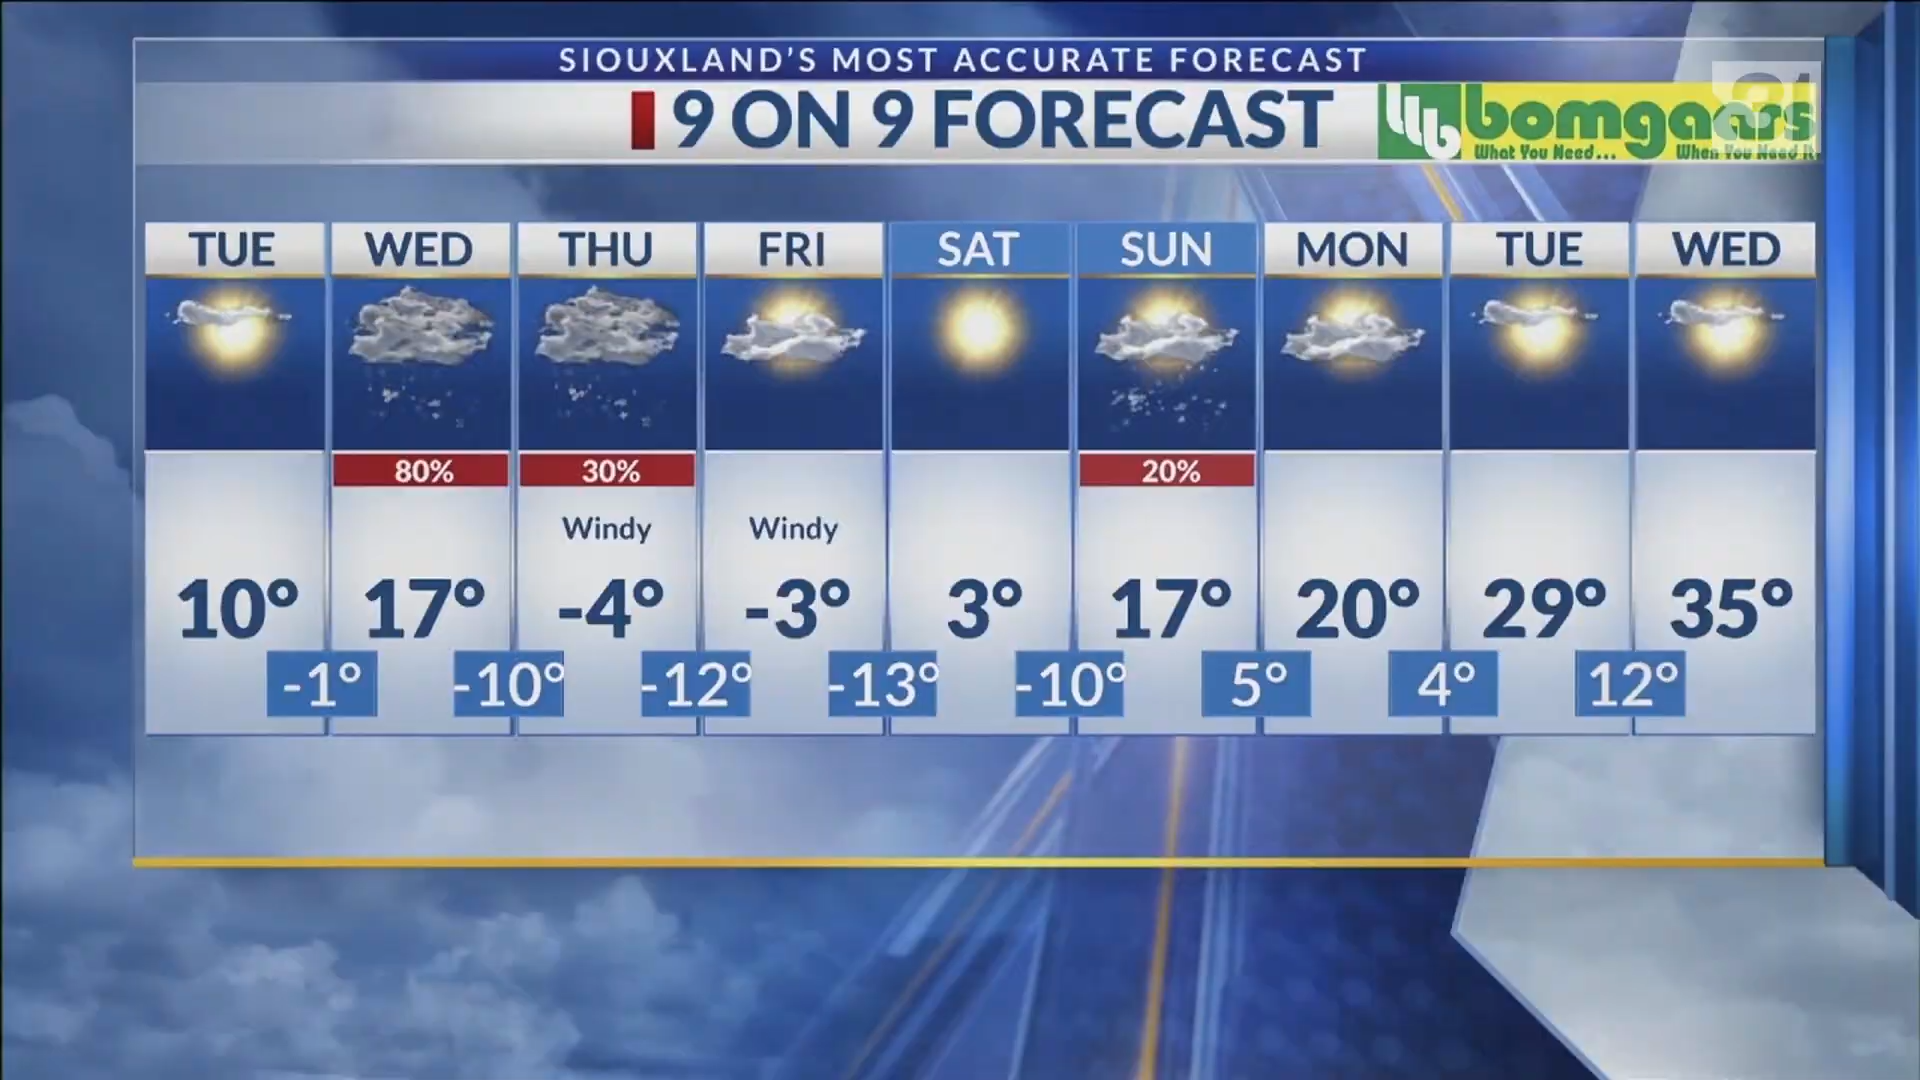 SIOUXLAND'S MOST ACCURATE FORECAST
9 ON 9 FORECAST
bomgaars
What You Need... When You Need It
TUE WED THU FRI SAT SUN MON TUE WED
80% 30% 20%
Windy Windy
10° 17° -4° -3° 3° 17° 20° 29° 35°
-1° -10° -12° -13° -10° 5° 4° 12°